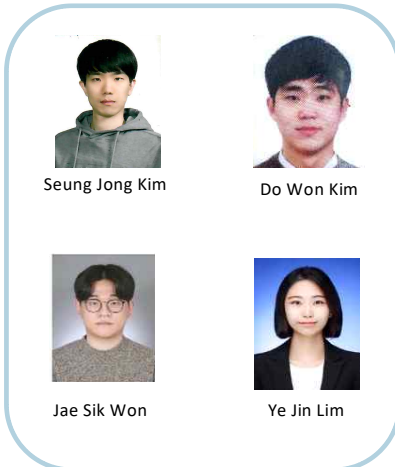 Seung Jong Kim
Do Won Kim
Jae Sik Won
Ye Jin Lim